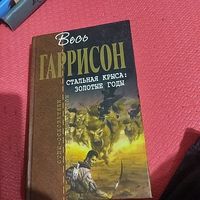 Весь
ГАРРИСОН
СТАЛЬНАЯ КРЫСА:
ЗОЛОТЫЕ ГОДЫ